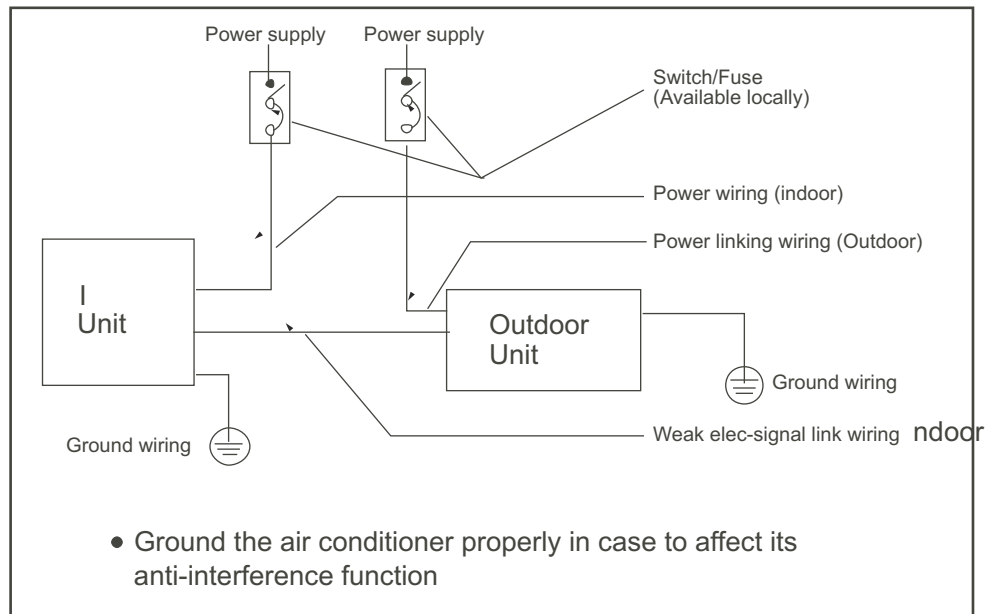 Power supply
Power supply
Switch/Fuse
(Available locally)
Power wiring (indoor)
Power linking wiring (Outdoor)
I
Unit
Outdoor
Unit
Ground wiring
Ground wiring
Weak elec-signal link wiring ndoor
• Ground the air conditioner properly in case to affect its
anti-interference function